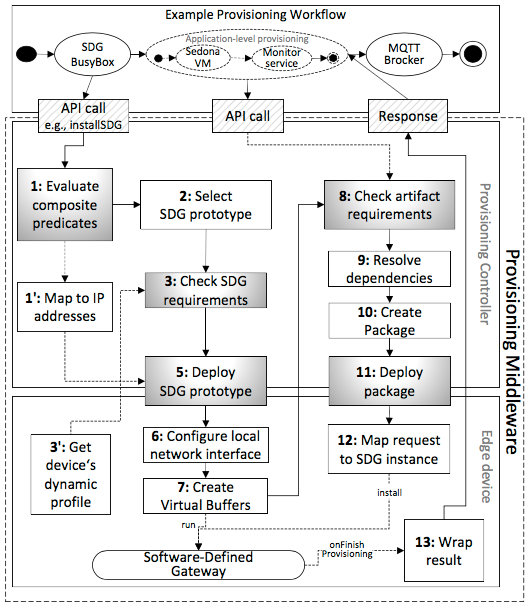 Example Provisioning Workflow
SDG
BusyBox
Application-level provisioning
Sedona
VM
Monitor
service
MQTT
Brocker
API call
e.g., installSDG
API call
Response
1: Evaluate
composite
predicates
2: Select
SDG prototype
8: Check artifact
requirements
9: Resolve
dependencies
1': Map to IP
addresses
3: Check SDG
requirements
10: Create
Package
5: Deploy
SDG prototype
11: Deploy
package
Provisioning Controller
Provisioning Middleware
3': Get
device's
dynamic
profile
6: Configure local
network interface
12: Map request
to SDG instance
7: Create
Virtual Buffers
Edge device
install
run
Software-Defined
Gateway
onFinish
Provisioning
13: Wrap
result